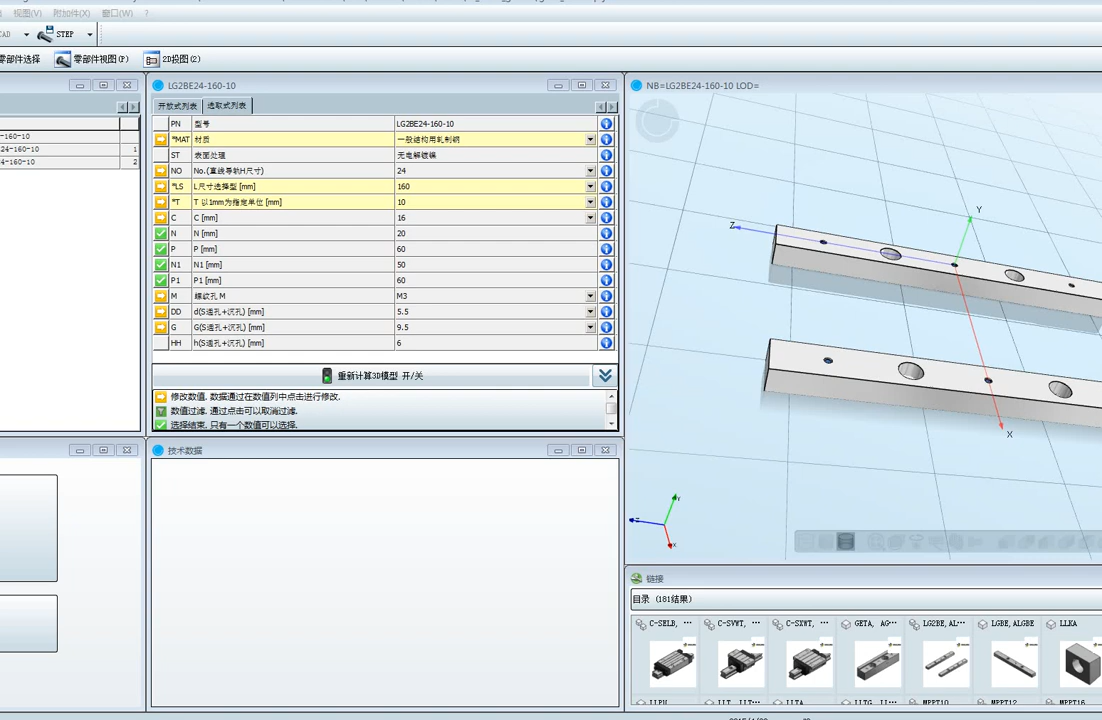 视图(V) 附加件(X) 窗口(W) ?
CAD STEP
零部件选择 零部件视图(P) 2D投图(2)
LG2BE24-160-10
NB=LG2BE24-160-10 LOD=
开放式列表 选取式列表
PN 型号 LG2BE24-160-10
*MAT 材质 一般结构用轧制钢
ST 表面处理 无电解镀镍
NO No.(直线导轨H尺寸) 24
*LS L尺寸选择型 [mm] 160
*T T 以1mm为指定单位 [mm] 10
C C [mm] 16
N N [mm] 20
P P [mm] 60
N1 N1 [mm] 50
P1 P1 [mm] 60
M 螺纹孔 M M3
DD d(S通孔+沉孔) [mm] 5.5
G G(S通孔+沉孔) [mm] 9.5
HH h(S通孔+沉孔) [mm] 6
-160-10
24-160-10 1
4-160-10 2
重新计算3D模型 开/关
修改数值, 数据通过在数值列中点击进行修改.
数值过滤, 通过点击可以取消过滤.
选择结束, 只有一个数值可以选择.
技术数据
Y
Z
X
Y
X
链接
目录 (181结果)
C-SELB, ··· C-SVWT, ··· C-SXWT, ··· GETA, AG··· LG2BE, AL··· LGBE, ALGBE LLKA